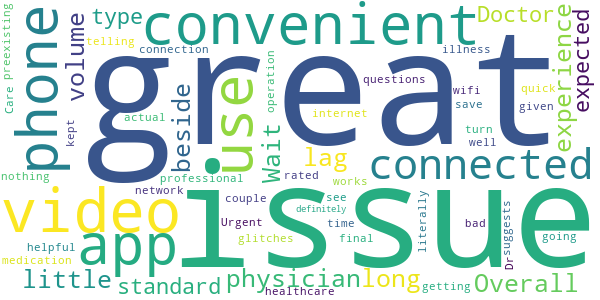 great
issue
convenient
phone
video
app
use
connected
physician
long
Overall
standard
little
lag
Wait
beside
volume
type
Doctor
experience
expected
Care
preexisting
telling
connection
kept
actual
operation
questions
illness
wifi
save
quick
given
internet
turn
well
nothing
professional
rated
works
network
couple
see
definitely
Urgent
time
literally
bad
Dr
suggests
going
helpful
glitches
final
medication
healthcare
getting